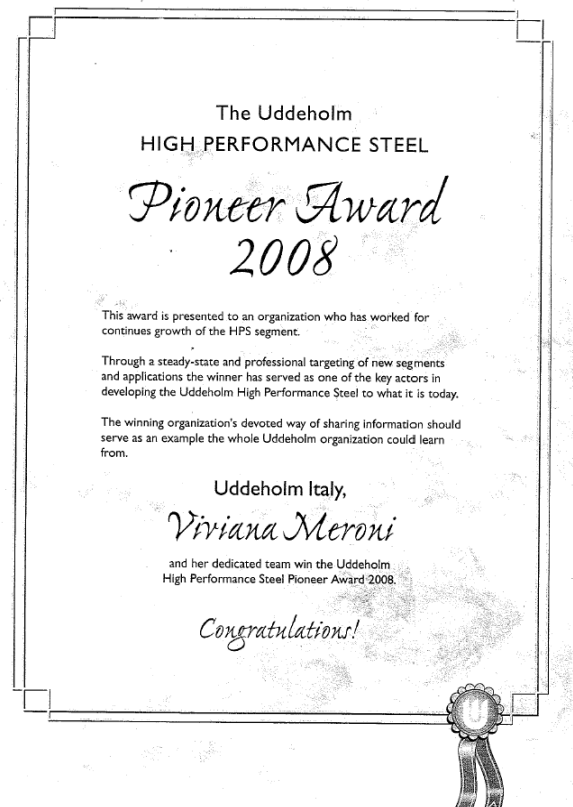 The Uddeholm
HIGH PERFORMANCE STEEL
Pioneer Award
2008
This award is presented to an organization who has worked for
continues growth of the HPS segment.
Through a steady-state and professional targeting of new segments
and applications the winner has served as one of the key actors in
developing the Uddeholm High Performance Steel to what it is today.
The winning organization's devoted way of sharing information should
serve as an example the whole Uddeholm organization could learn
from.
Uddeholm Italy,
Viviana Meroni
and her dedicated team win the Uddeholm
High Performance Steel Pioneer Award 2008.
Congratulations!
U